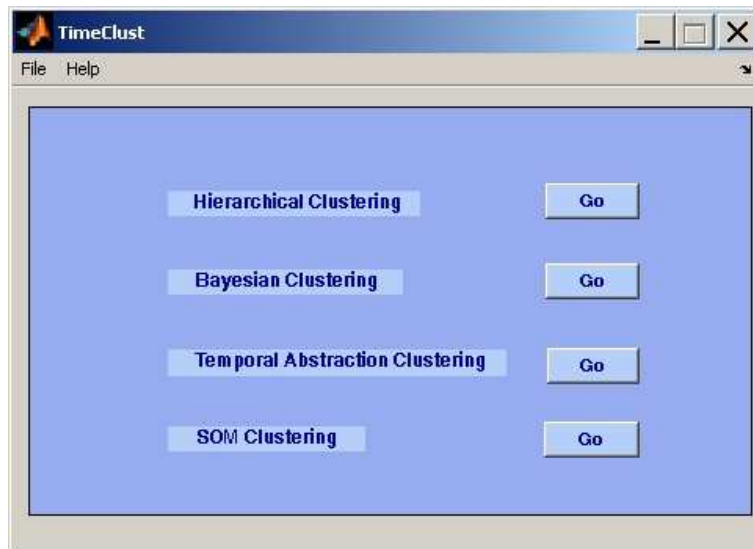 TimeClust
File Help
Hierarchical Clustering Go
Bayesian Clustering Go
Temporal Abstraction Clustering Go
SOM Clustering Go